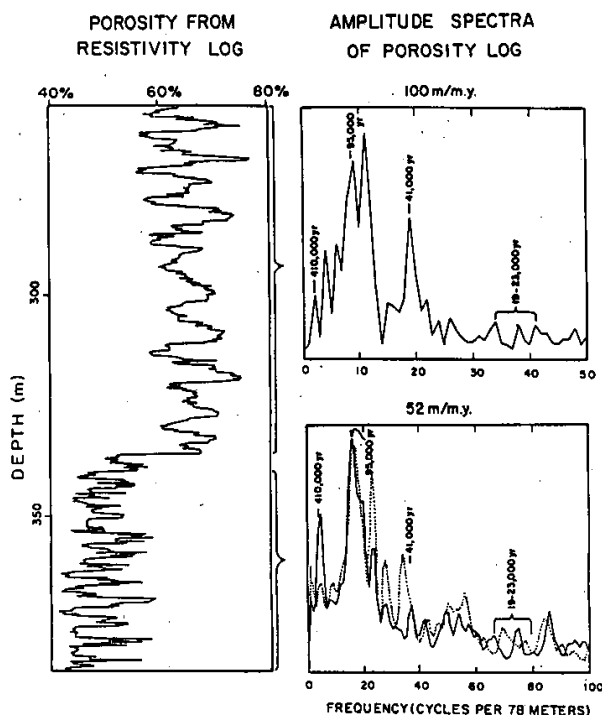 POROSITY FROM
RESISTIVITY LOG
40% 60% 80%
DEPTH (m)
300
350
AMPLITUDE SPECTRA
OF POROSITY LOG
100 m/m.y.
410,000 yr
95,000 yr
41,000 yr
19-23,000 yr
0 10 20 30 40 50
52 m/m.y.
410,000 yr
95,000 yr
41,000 yr
19-23,000 yr
0 20 40 60 80 100
FREQUENCY (CYCLES PER 78 METERS)